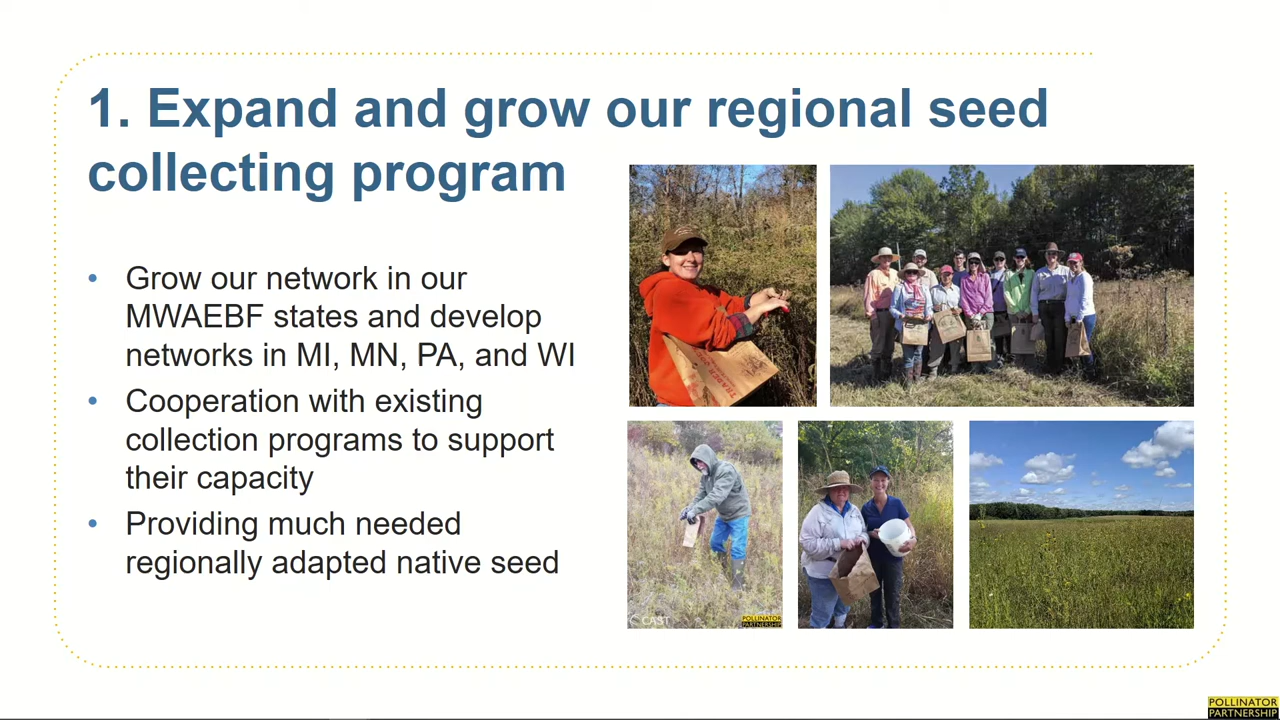 1. Expand and grow our regional seed
collecting program
• Grow our network in our
MWAEBF states and develop
networks in MI, MN, PA, and WI
• Cooperation with existing
collection programs to support
their capacity
• Providing much needed
regionally adapted native seed
CAST
POLLINATOR
PARTNERSHIP
POLLINATOR
PARTNERSHIP